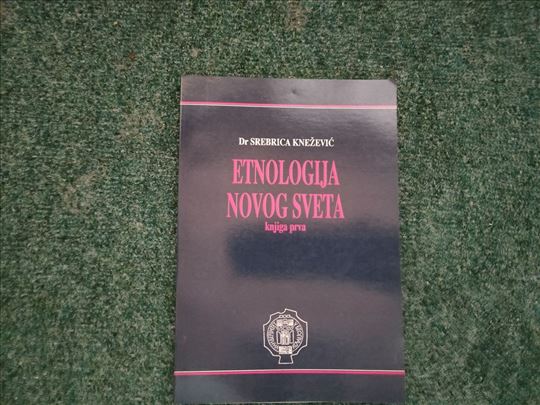 Dr SREBRICA KNEŽEVIĆ
ETNOLOGIJA
NOVOG SVETA
knjiga prva